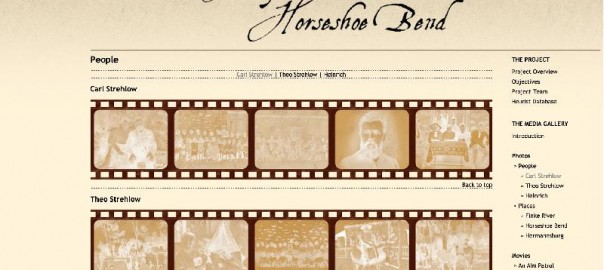 Horseshoe Bend
People
Carl Strehlow | Theo Strehlow | Heinrich
Carl Strehlow
Back to top
Theo Strehlow
THE PROJECT
Project Overview
Objectives
Project Team
Heurist Database
THE MEDIA GALLERY
Introduction
Photos
People
Carl Strehlow
Theo Strehlow
Heinrich
Places
Finke River
Horseshoe Bend
Hermannsburg
Movies
An Aim Patrol